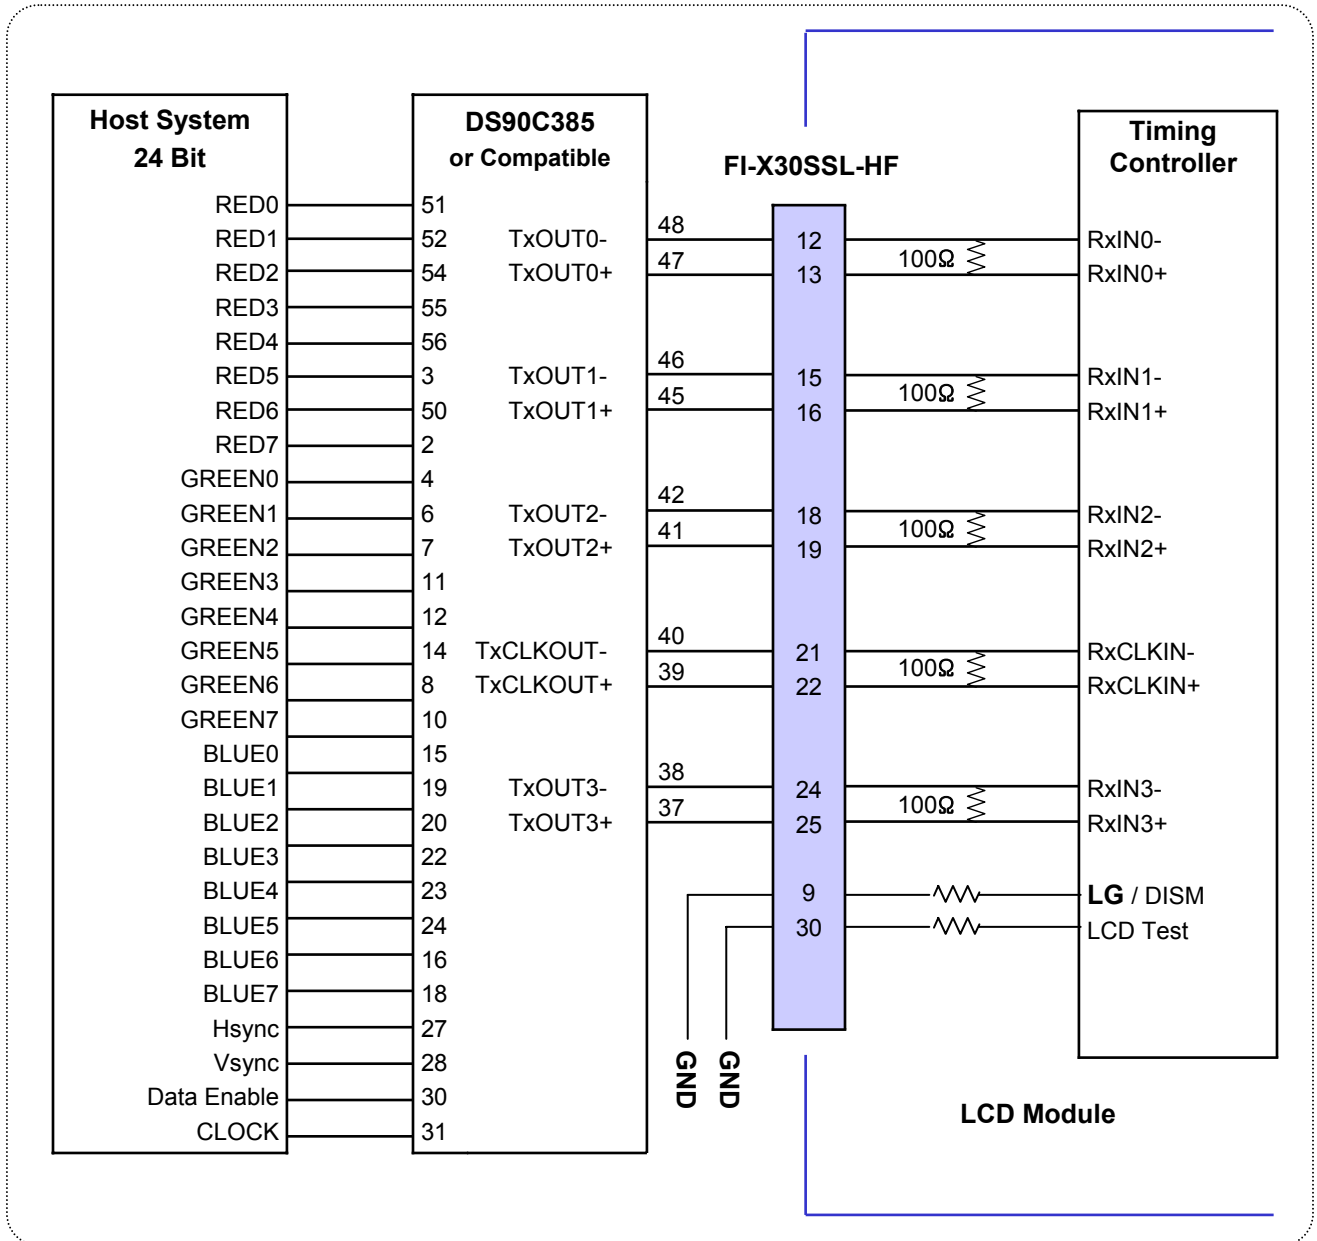 Host System
24 Bit
RED0
RED1
RED2
RED3
RED4
RED5
RED6
RED7
GREEN0
GREEN1
GREEN2
GREEN3
GREEN4
GREEN5
GREEN6
GREEN7
BLUE0
BLUE1
BLUE2
BLUE3
BLUE4
BLUE5
BLUE6
BLUE7
Hsync
Vsync
Data Enable
CLOCK
DS90C385
or Compatible
51
52
54
55
56
3
50
2
4
6
7
11
12
14
8
10
15
19
20
22
23
24
16
18
27
28
30
31
TxOUT0-
TxOUT0+
TxOUT1-
TxOUT1+
TxOUT2-
TxOUT2+
TxCLKOUT-
TxCLKOUT+
TxOUT3-
TxOUT3+
48
47
46
45
42
41
40
39
38
37
GND
GND
FI-X30SSL-HF
12
13
15
16
18
19
21
22
24
25
9
30
100Ω
100Ω
100Ω
100Ω
100Ω
Timing
Controller
RxIN0-
RxIN0+
RxIN1-
RxIN1+
RxIN2-
RxIN2+
RxCLKIN-
RxCLKIN+
RxIN3-
RxIN3+
LG / DISM
LCD Test
LCD Module